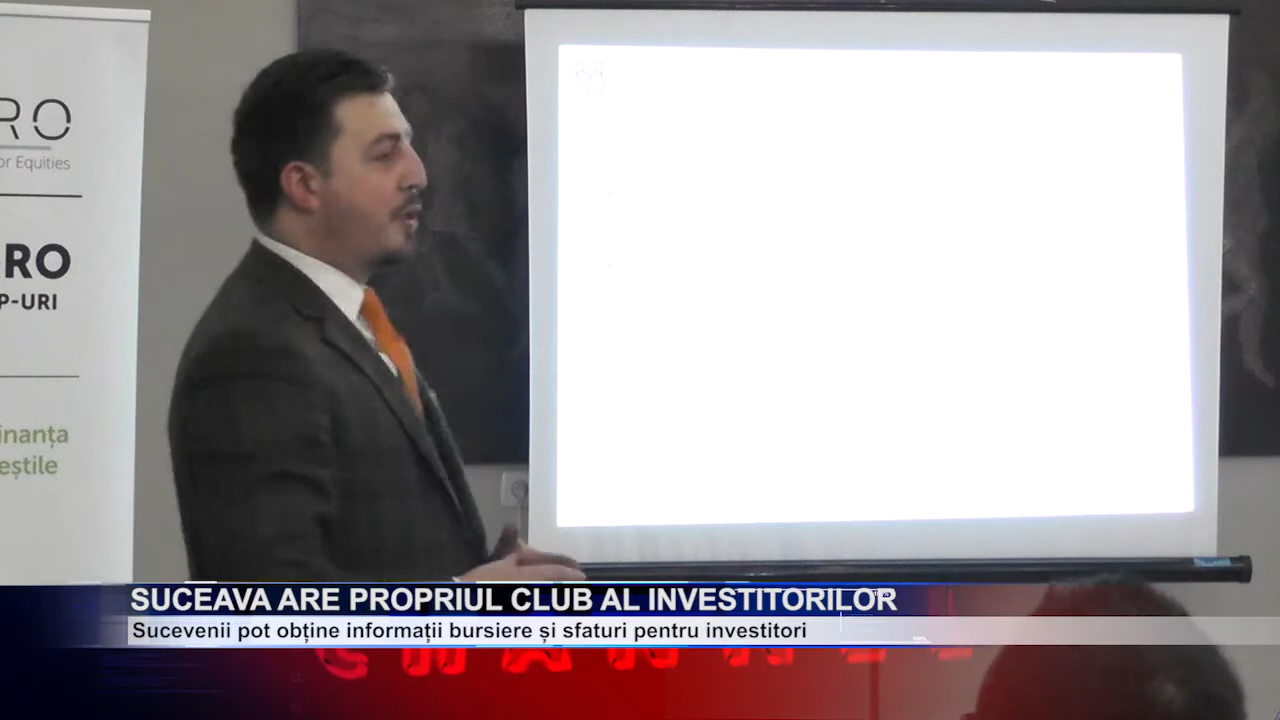 RO
or Equities
RO
P-URI
inanța
eștile
SUCEAVA ARE PROPRIUL CLUB AL INVESTITORILOR
Sucevenii pot obține informații bursiere și sfaturi pentru investitori
CHANNEL